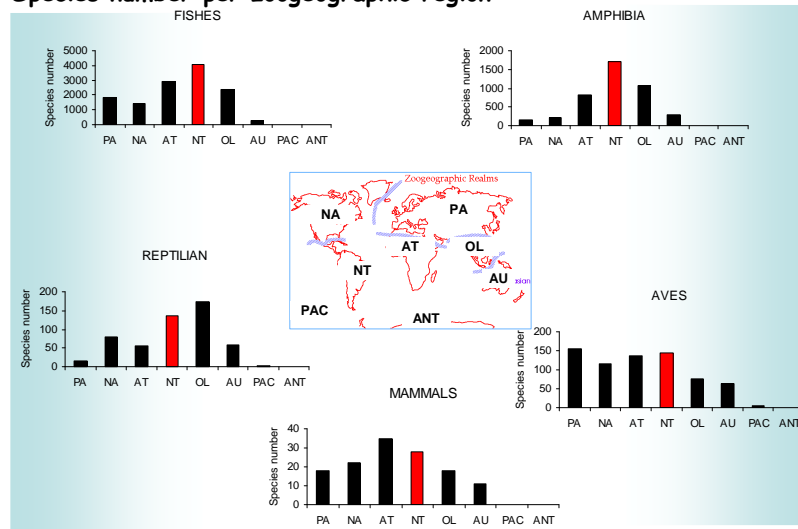 Species number per zoogeographic region
FISHES
Species number
5000
4000
3000
2000
1000
0
PA NA AT NT OL AU PAC ANT
AMPHIBIA
Species number
2000
1500
1000
500
0
PA NA AT NT OL AU PAC ANT
Zoogeographic Realms
NA
PA
AT
OL
NT
AU
PAC
ANT
REPTILIAN
Species number
200
150
100
50
0
PA NA AT NT OL AU PAC ANT
AVES
Species number
200
150
100
50
0
PA NA AT NT OL AU PAC ANT
MAMMALS
Species number
40
30
20
10
0
PA NA AT NT OL AU PAC ANT